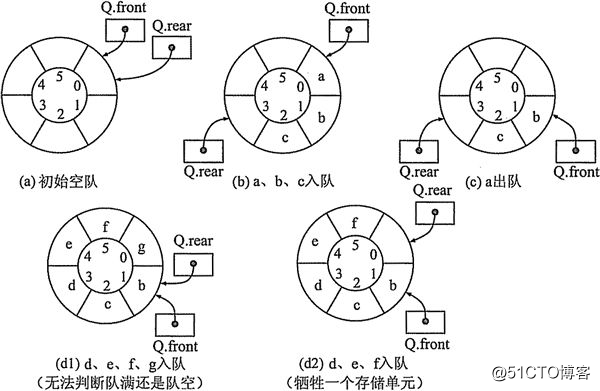 Q.front
Q.rear
5
4 0
3 1
2
(a) 初始空队
Q.front
a
5
4 0
3 1
2
b
c
Q.rear
(b) a、b、c入队
5
4 0
3 1
2
b
c
Q.rear
Q.front
(c) a出队
f
e g
5
4 0
3 1
2
d b
c
Q.rear
Q.front
(d1) d、e、f、g入队
(无法判断队满还是队空)
Q.rear
f
e
5
4 0
3 1
2
d b
c
Q.front
(d2) d、e、f入队
(牺牲一个存储单元)
@51CTO博客